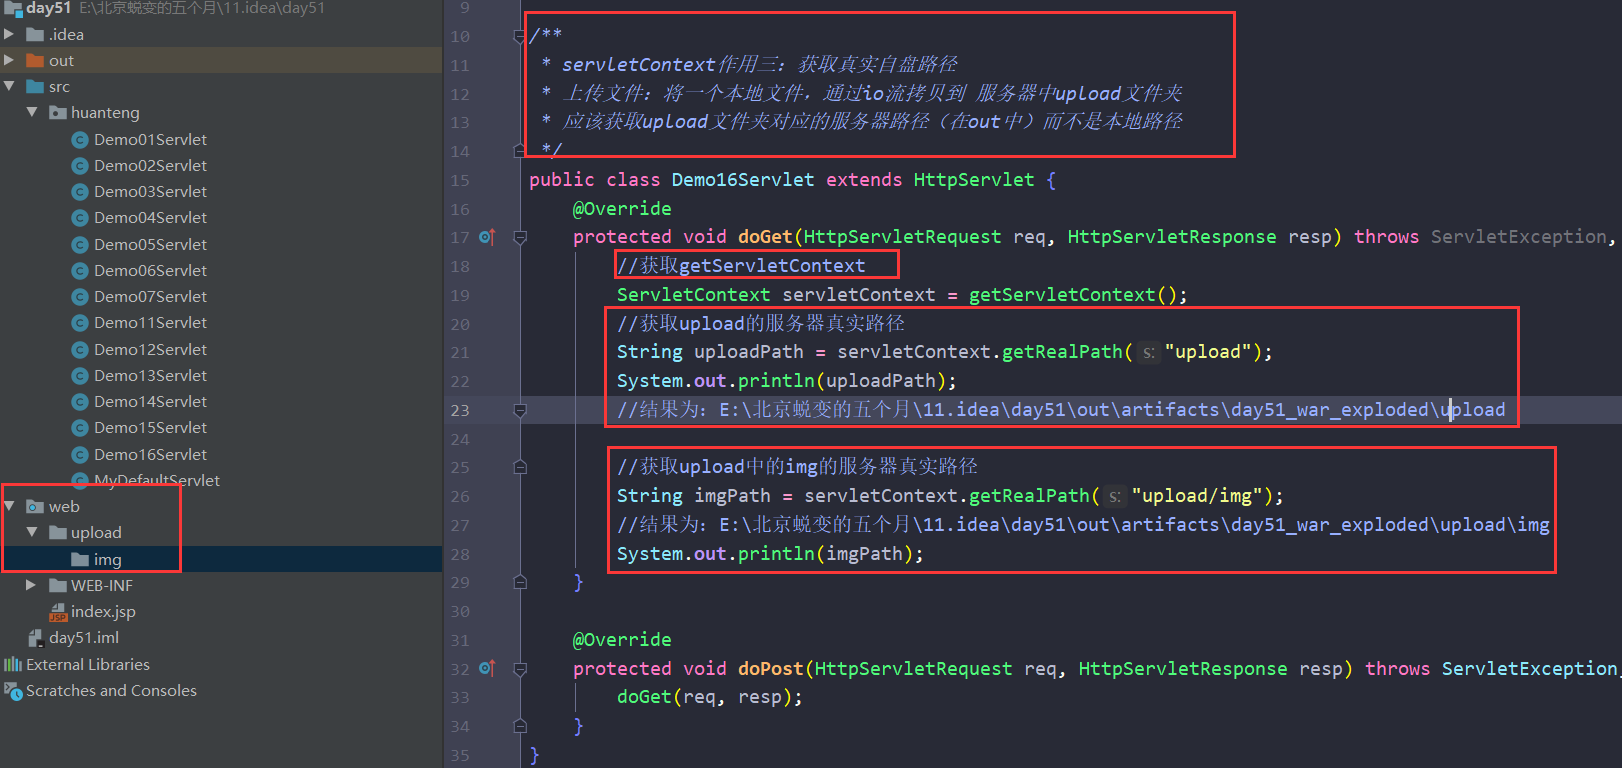 day51 E:\北京蜕变的五个月\11.idea\day51
.idea
out
src
huanteng
Demo01Servlet
Demo02Servlet
Demo03Servlet
Demo04Servlet
Demo05Servlet
Demo06Servlet
Demo07Servlet
Demo11Servlet
Demo12Servlet
Demo13Servlet
Demo14Servlet
Demo15Servlet
Demo16Servlet
MyDefaultServlet
web
upload
img
WEB-INF
index.jsp
day51.iml
External Libraries
Scratches and Consoles
9
10 /**
11 * servletContext作用三：获取真实自盘路径
12 * 上传文件：将一个本地文件，通过io流拷贝到 服务器中upload文件夹
13 * 应该获取upload文件夹对应的服务器路径（在out中）而不是本地路径
14 */
15 public class Demo16Servlet extends HttpServlet {
16 @Override
17 protected void doGet(HttpServletRequest req, HttpServletResponse resp) throws ServletException,
18 //获取getServletContext
19 ServletContext servletContext = getServletContext();
20 //获取upload的服务器真实路径
21 String uploadPath = servletContext.getRealPath( s: "upload");
22 System.out.println(uploadPath);
23 //结果为：E:\北京蜕变的五个月\11.idea\day51\out\artifacts\day51_war_exploded\upload
24
25 //获取upload中的img的服务器真实路径
26 String imgPath = servletContext.getRealPath( s: "upload/img");
27 //结果为：E:\北京蜕变的五个月\11.idea\day51\out\artifacts\day51_war_exploded\upload\img
28 System.out.println(imgPath);
29 }
30
31 @Override
32 protected void doPost(HttpServletRequest req, HttpServletResponse resp) throws ServletException,
33 doGet(req, resp);
34 }
35 }